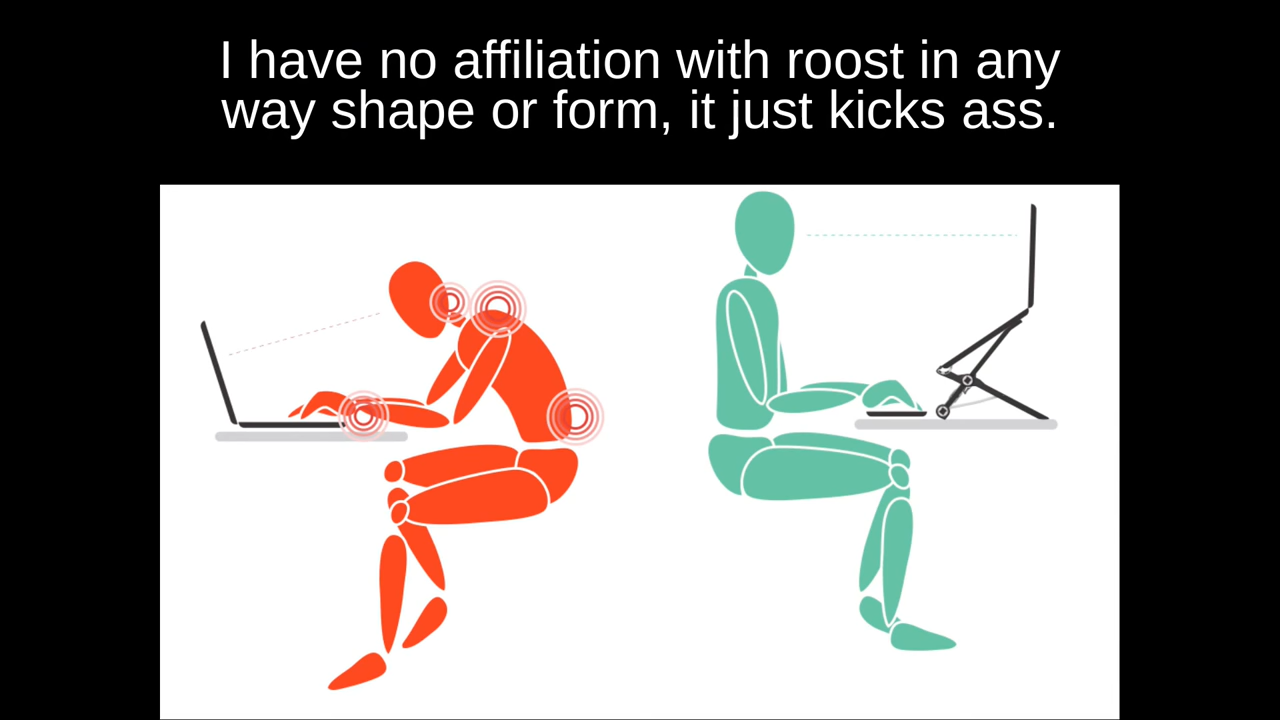 I have no affiliation with roost in any
way shape or form, it just kicks ass.